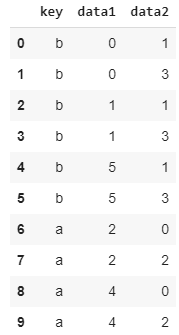 key data1 data2
0 b 0 1
1 b 0 3
2 b 1 1
3 b 1 3
4 b 5 1
5 b 5 3
6 a 2 0
7 a 2 2
8 a 4 0
9 a 4 2